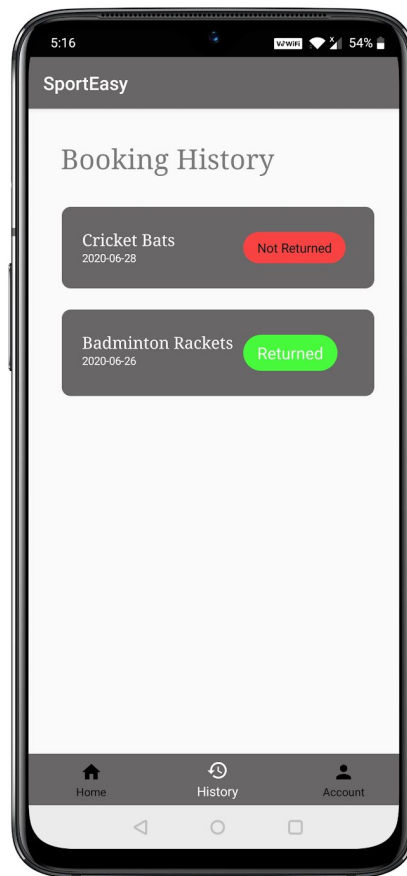 5:16
VoWiFi
X
54%
SportEasy
Booking History
Cricket Bats
2020-06-28
Not Returned
Badminton Rackets
2020-06-26
Returned
Home
History
Account